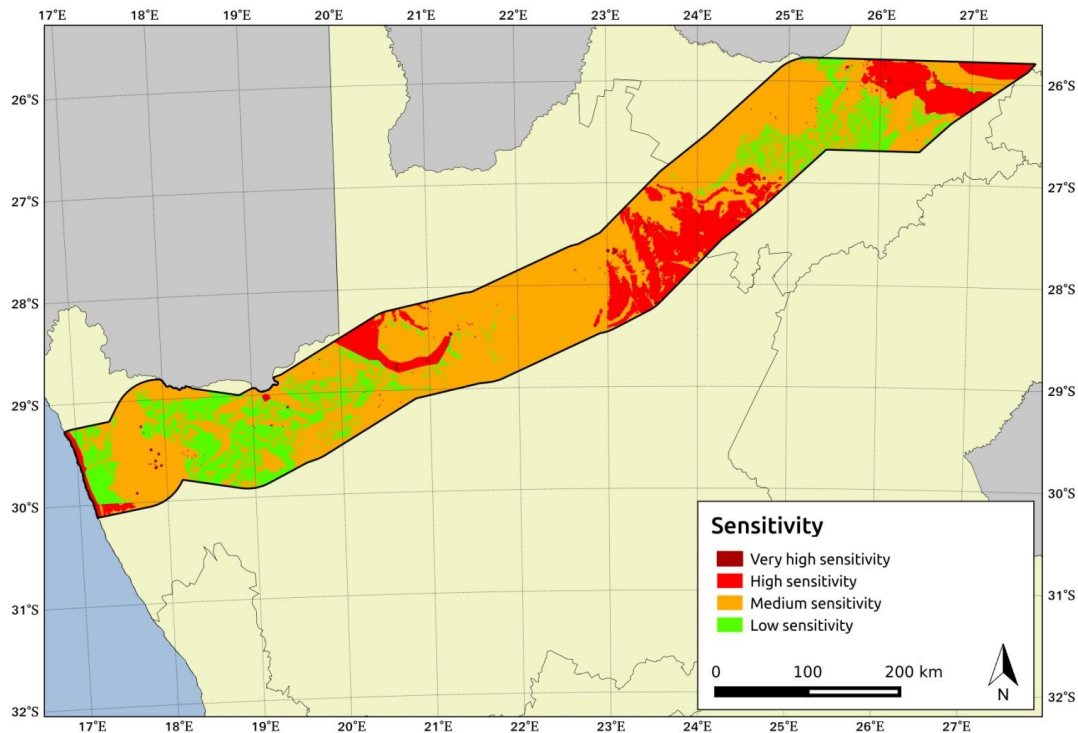 17°E 18°E 19°E 20°E 21°E 22°E 23°E 24°E 25°E 26°E 27°E
26°S 26°S
27°S 27°S
28°S 28°S
29°S 29°S
30°S 30°S
31°S 31°S
32°S 32°S
Sensitivity
Very high sensitivity
High sensitivity
Medium sensitivity
Low sensitivity
0 100 200 km
N
17°E 18°E 19°E 20°E 21°E 22°E 23°E 24°E 25°E 26°E 27°E